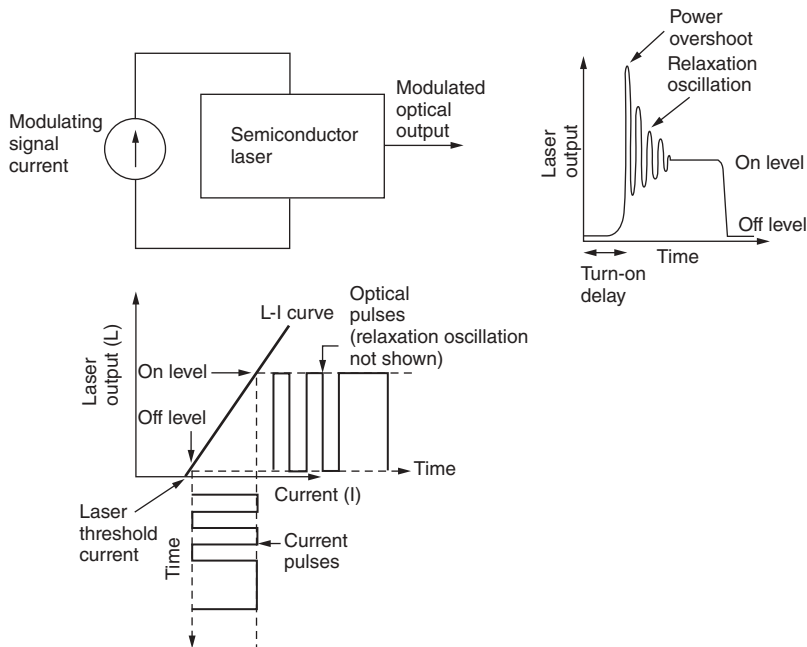 Modulating
signal
current
Semiconductor
laser
Modulated
optical
output
Power
overshoot
Relaxation
oscillation
Laser
output
On level
Off level
Time
Turn-on
delay
Laser
output (L)
L-I curve
Optical
pulses
(relaxation oscillation
not shown)
On level
Off level
Time
Current (I)
Laser
threshold
current
Time
Current
pulses